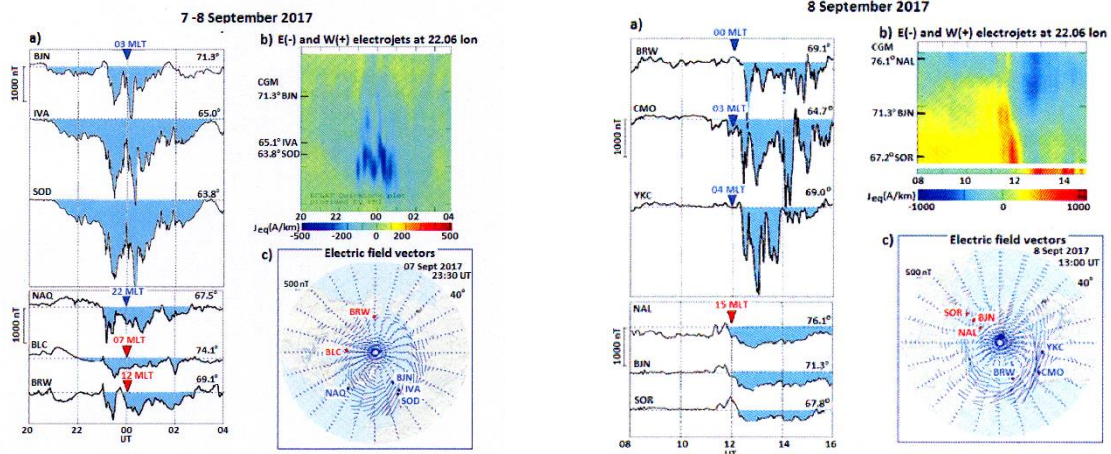 7 -8 September 2017
a)
03 MLT
BJN
71.3°
1000 nT
IVA
65.0°
SOD
63.8°
NAQ
22 MLT
67.5°
1000 nT
BLC
07 MLT
74.1°
BRW
12 MLT
69.1°
20 22 00 02 04
UT
b) E(-) and W(+) electrojets at 22.06 lon
CGM
71.3° BJN
65.1° IVA
63.8° SOD
20 22 00 02 04
Jeq(A/km)
-500 -200 0 200 500
c) Electric field vectors
07 Sept 2017
23:30 UT
500 nT
40°
BRW
BLC
NAQ
BJN
IVA
SOD
8 September 2017
a)
00 MLT
BRW
69.1°
CMO
03 MLT
64.7°
1000 nT
YKC
04 MLT
69.0°
NAL
15 MLT
76.1°
1000 nT
BJN
71.3°
SOR
67.8°
08 10 12 14 16
UT
b) E(-) and W(+) electrojets at 22.06 lon
CGM
76.1° NAL
71.3° BJN
67.2° SOR
08 10 12 14
-1000 0 1000
Jeq(A/km)
c) Electric field vectors
8 Sept 2017
13:00 UT
500 nT
40°
SOR
BJN
NAL
YKC
BRW
CMO